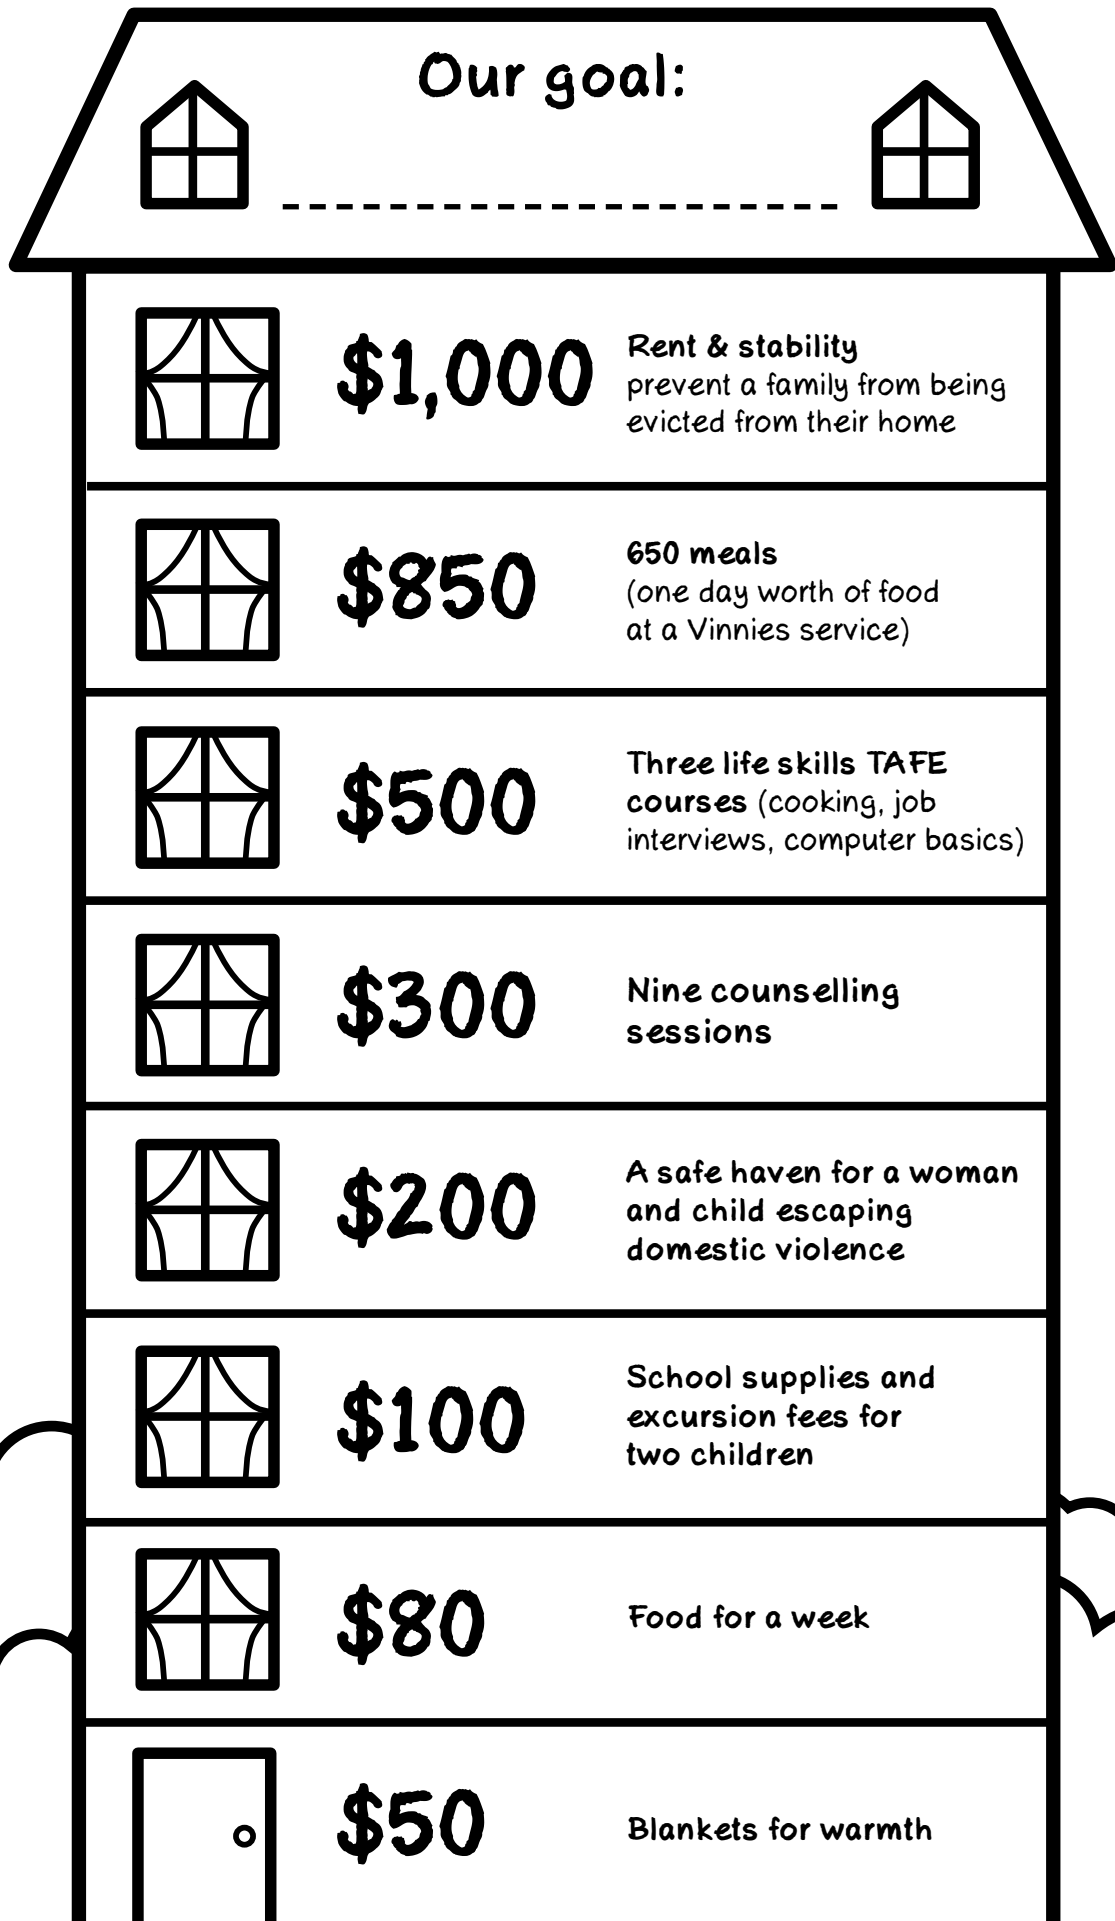 Our goal:
$1,000
Rent & stability
prevent a family from being
evicted from their home
$850
650 meals
(one day worth of food
at a Vinnies service)
$500
Three life skills TAFE
courses (cooking, job
interviews, computer basics)
$300
Nine counselling
sessions
$200
A safe haven for a woman
and child escaping
domestic violence
$100
School supplies and
excursion fees for
two children
$80
Food for a week
$50
Blankets for warmth